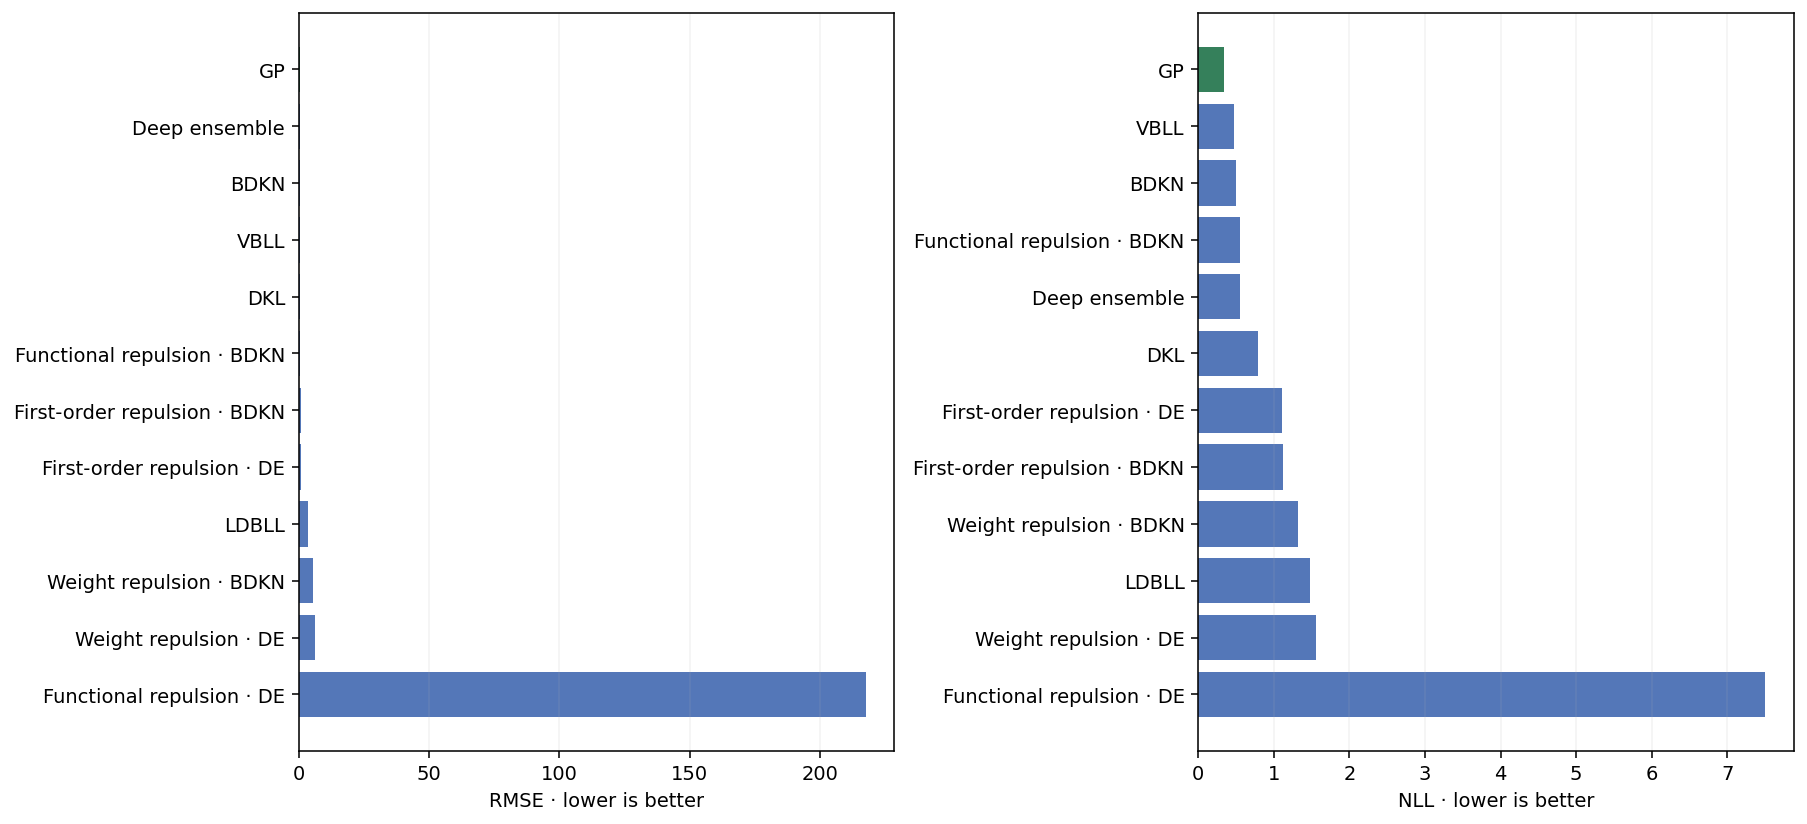 GP
Deep ensemble
BDKN
VBLL
DKL
Functional repulsion · BDKN
First-order repulsion · BDKN
First-order repulsion · DE
LDBLL
Weight repulsion · BDKN
Weight repulsion · DE
Functional repulsion · DE
0 50 100 150 200
RMSE · lower is better
GP
VBLL
BDKN
Functional repulsion · BDKN
Deep ensemble
DKL
First-order repulsion · DE
First-order repulsion · BDKN
Weight repulsion · BDKN
LDBLL
Weight repulsion · DE
Functional repulsion · DE
0 1 2 3 4 5 6 7
NLL · lower is better